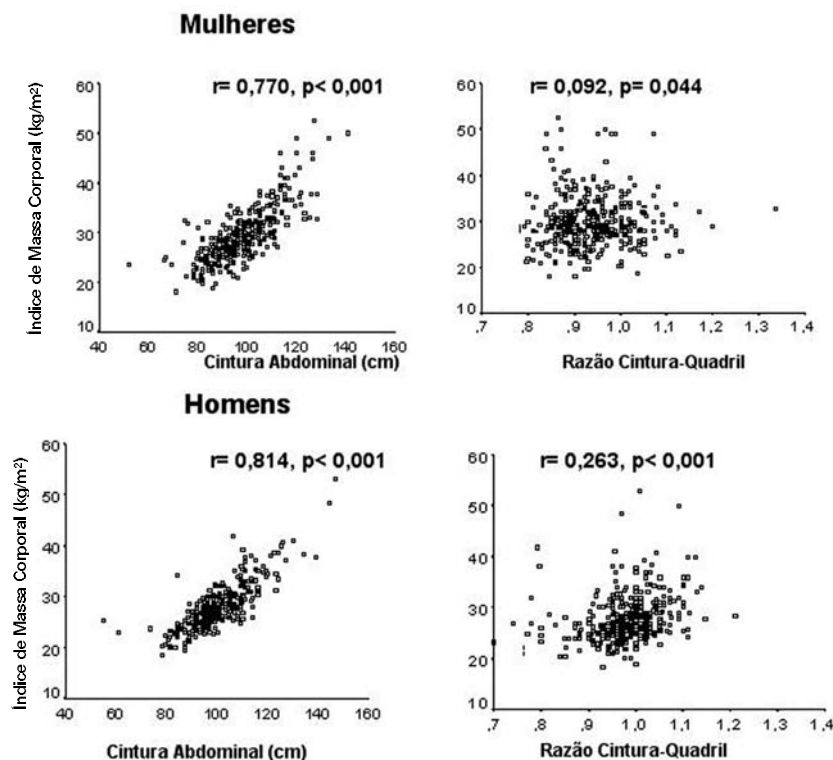 Mulheres
r= 0,770, p< 0,001
r= 0,092, p= 0,044
Índice de Massa Corporal (kg/m²)
60
50
40
30
20
10
40 60 80 100 120 140 160
Cintura Abdominal (cm)
60
50
40
30
20
10
,7 ,8 ,9 1,0 1,1 1,2 1,3 1,4
Razão Cintura-Quadril
Homens
r= 0,814, p< 0,001
r= 0,263, p< 0,001
Índice de Massa Corporal (kg/m²)
60
50
40
30
20
10
40 60 80 100 120 140 160
Cintura Abdominal (cm)
60
50
40
30
20
10
,7 ,8 ,9 1,0 1,1 1,2 1,3 1,4
Razão Cintura-Quadril